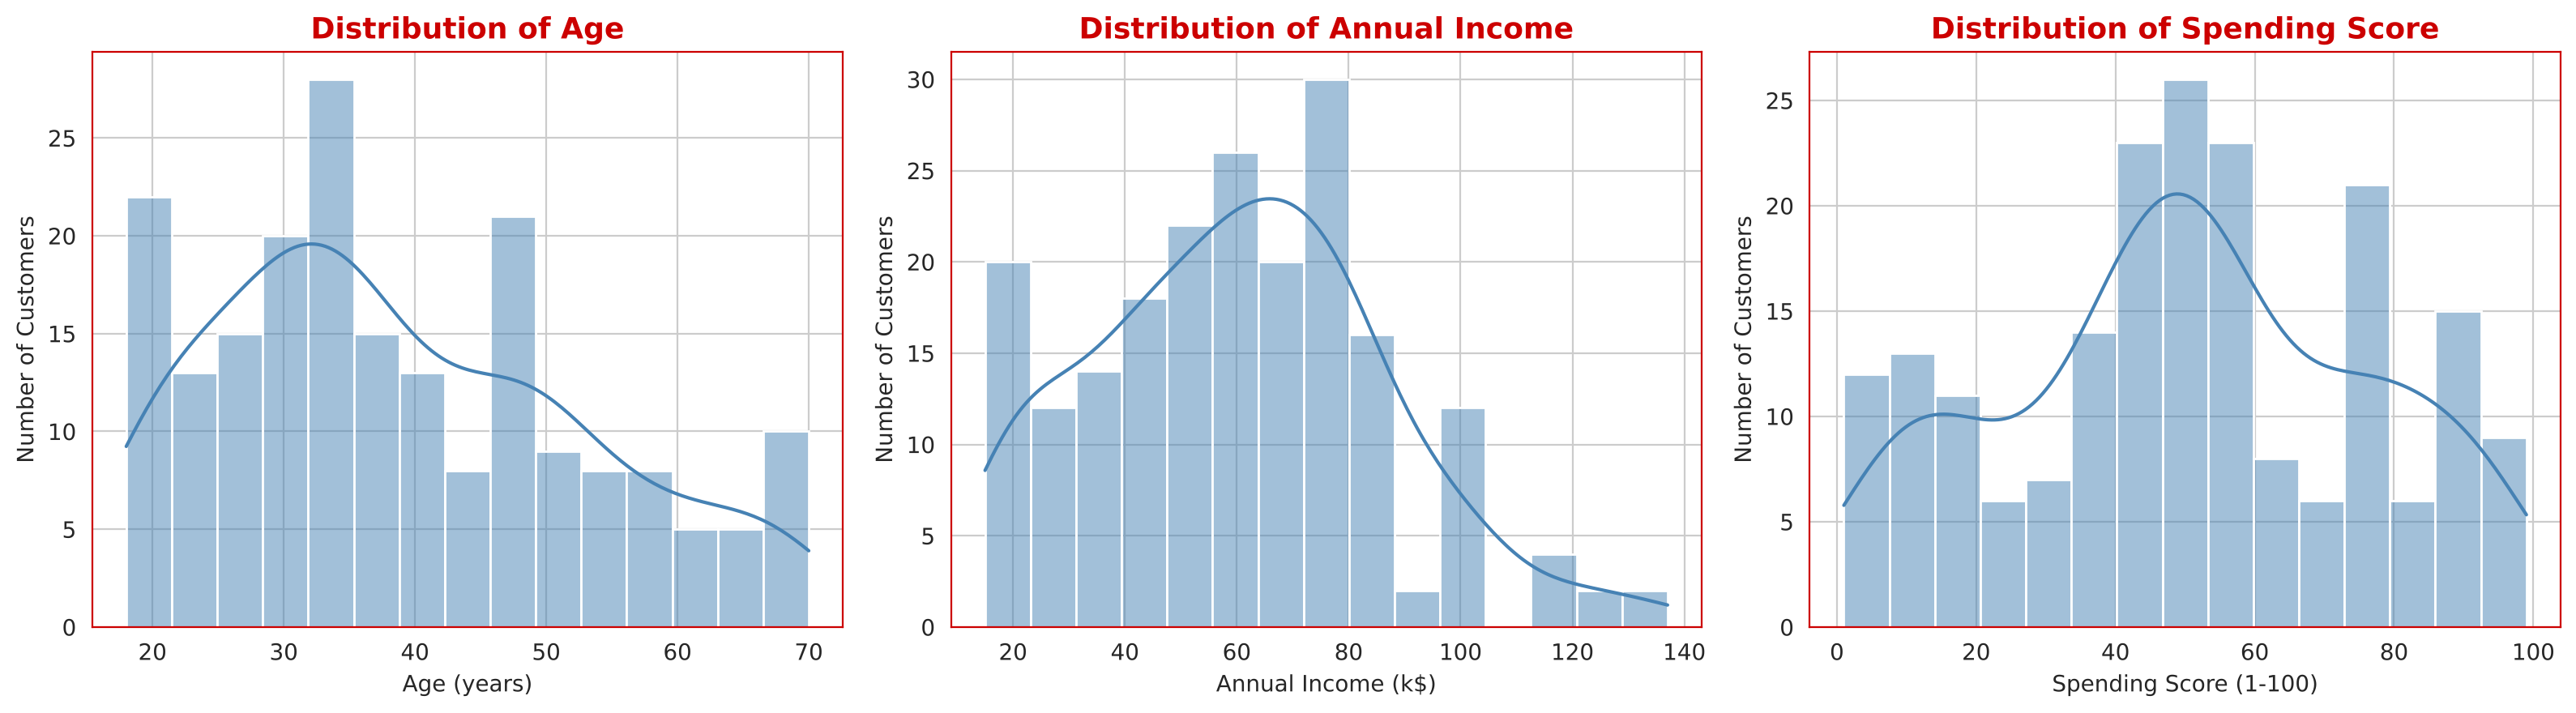 Distribution of Age
Number of Customers
25
20
15
10
5
0
20 30 40 50 60 70
Age (years)
Distribution of Annual Income
Number of Customers
30
25
20
15
10
5
0
20 40 60 80 100 120 140
Annual Income (k$)
Distribution of Spending Score
Number of Customers
25
20
15
10
5
0
0 20 40 60 80 100
Spending Score (1-100)